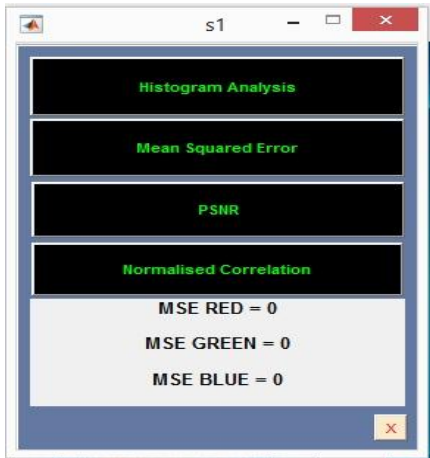 s1
Histogram Analysis
Mean Squared Error
PSNR
Normalised Correlation
MSE RED = 0
MSE GREEN = 0
MSE BLUE = 0
X